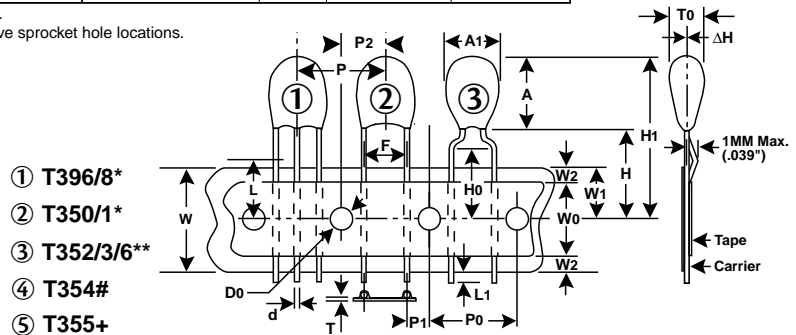 ve sprocket hole locations.
T0
ΔH
P2
A1
P
① ② ③
A
H1
H
1MM Max.
(.039")
F
L
H0
W2
W1
W
W0
W2
① T396/8*
② T350/1*
③ T352/3/6**
④ T354#
⑤ T355+
D0
d
T
P1
P0
L1
Tape
Carrier